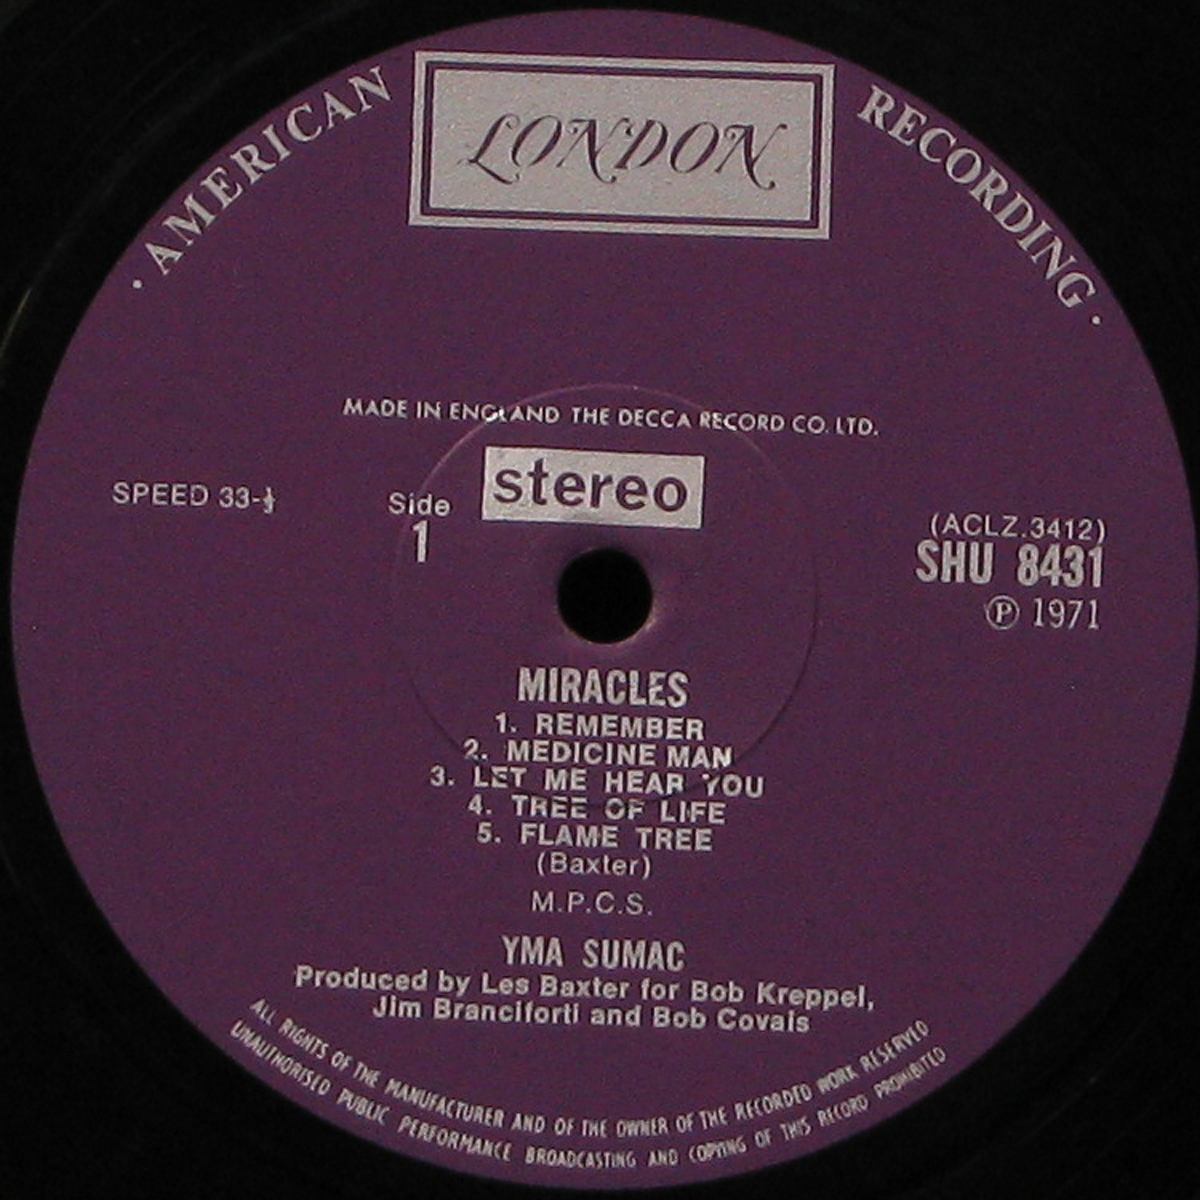 · AMERICAN RECORDING ·
LONDON
MADE IN ENGLAND THE DECCA RECORD CO. LTD.
stereo
SPEED 33-⅓
Side
1
(ACLZ.3412)
SHU 8431
Ⓟ 1971
MIRACLES
1. REMEMBER
2. MEDICINE MAN
3. LET ME HEAR YOU
4. TREE OF LIFE
5. FLAME TREE
(Baxter)
M.P.C.S.
YMA SUMAC
Produced by Les Baxter for Bob Kreppel,
Jim Branciforti and Bob Covais
ALL RIGHTS OF THE MANUFACTURER AND OF THE OWNER OF THE RECORDED WORK RESERVED
UNAUTHORISED PUBLIC PERFORMANCE BROADCASTING AND COPYING OF THIS RECORD PROHIBITED